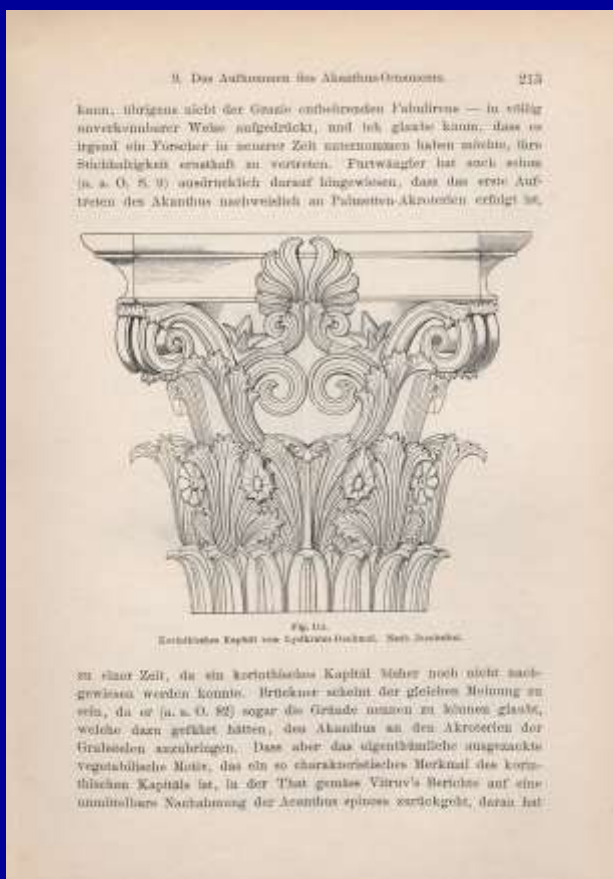 9. Das Aufkommen des Akanthus-Ornaments. 213
kann, übrigens nicht der Grazie entbehrenden Fabulirens — in völlig
unverkennbarer Weise aufgedrückt, und ich glaube kaum, dass es
irgend ein Forscher in neuerer Zeit unternommen haben möchte, ihre
Stichhaltigkeit ernsthaft zu vertreten. Furtwängler hat auch schon
(a. a. O. S. 9) ausdrücklich darauf hingewiesen, dass das erste Auf-
treten des Akanthus nachweislich an Palmetten-Akroterien erfolgt ist,
Fig.
Korinthisches Kapitäl vom Lysikrates-Denkmal. Nach Jacobsthal.
zu einer Zeit, da ein korinthisches Kapitäl bisher noch nicht nach-
gewiesen werden konnte. Brückner scheint der gleichen Meinung zu
sein, da er (a. a. O. 82) sogar die Gründe nennen zu können glaubt,
welche dazu geführt hätten, den Akanthus an den Akroterien der
Grabstelen anzubringen. Dass aber das eigenthümliche ausgezackte
vegetabilische Motiv, das ein so charakteristisches Merkmal des korin-
thischen Kapitäls ist, in der That gemäss Vitruv's Berichte auf eine
unmittelbare Nachahmung der Acanthus spinosa zurückgeht, daran hat